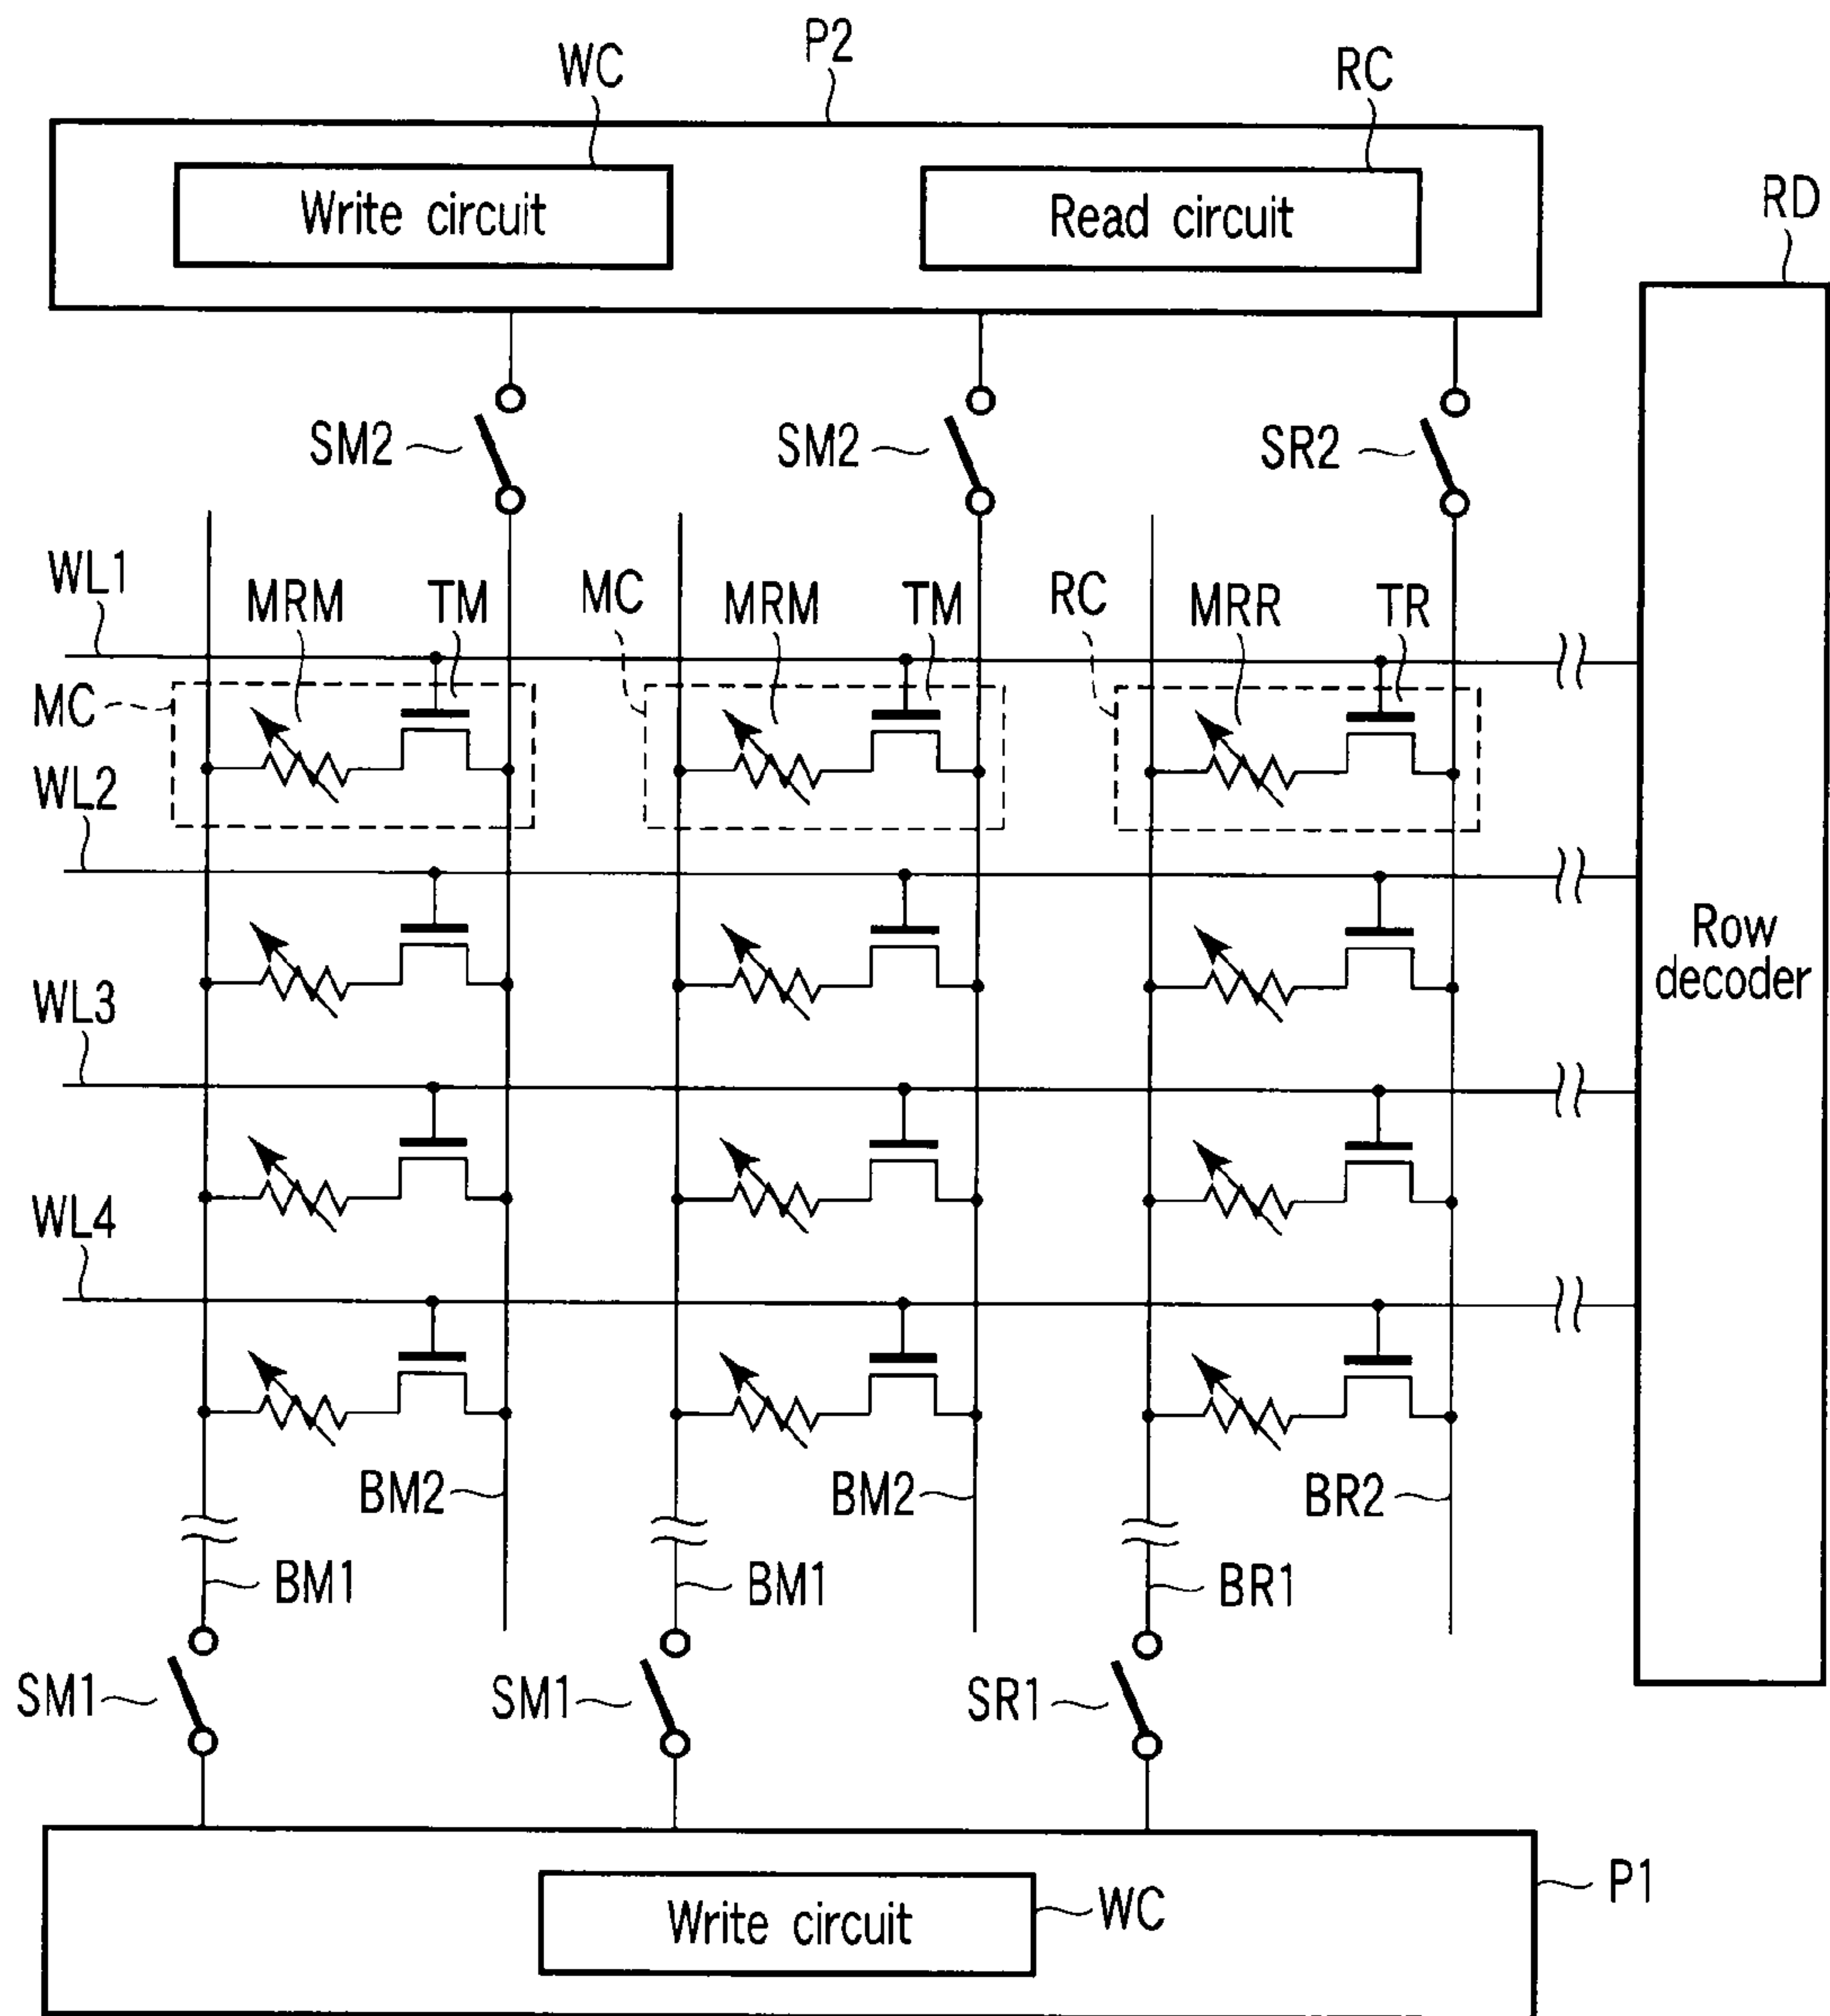 P2
WC
RC
Write circuit
Read circuit
RD
SM2
SM2
SR2
WL1
MRM
TM
MC
MRM
TM
RC
MRR
TR
MC
WL2
Row
decoder
WL3
WL4
BM2
BM2
BR2
BM1
BM1
BR1
SM1
SM1
SR1
P1
Write circuit
WC